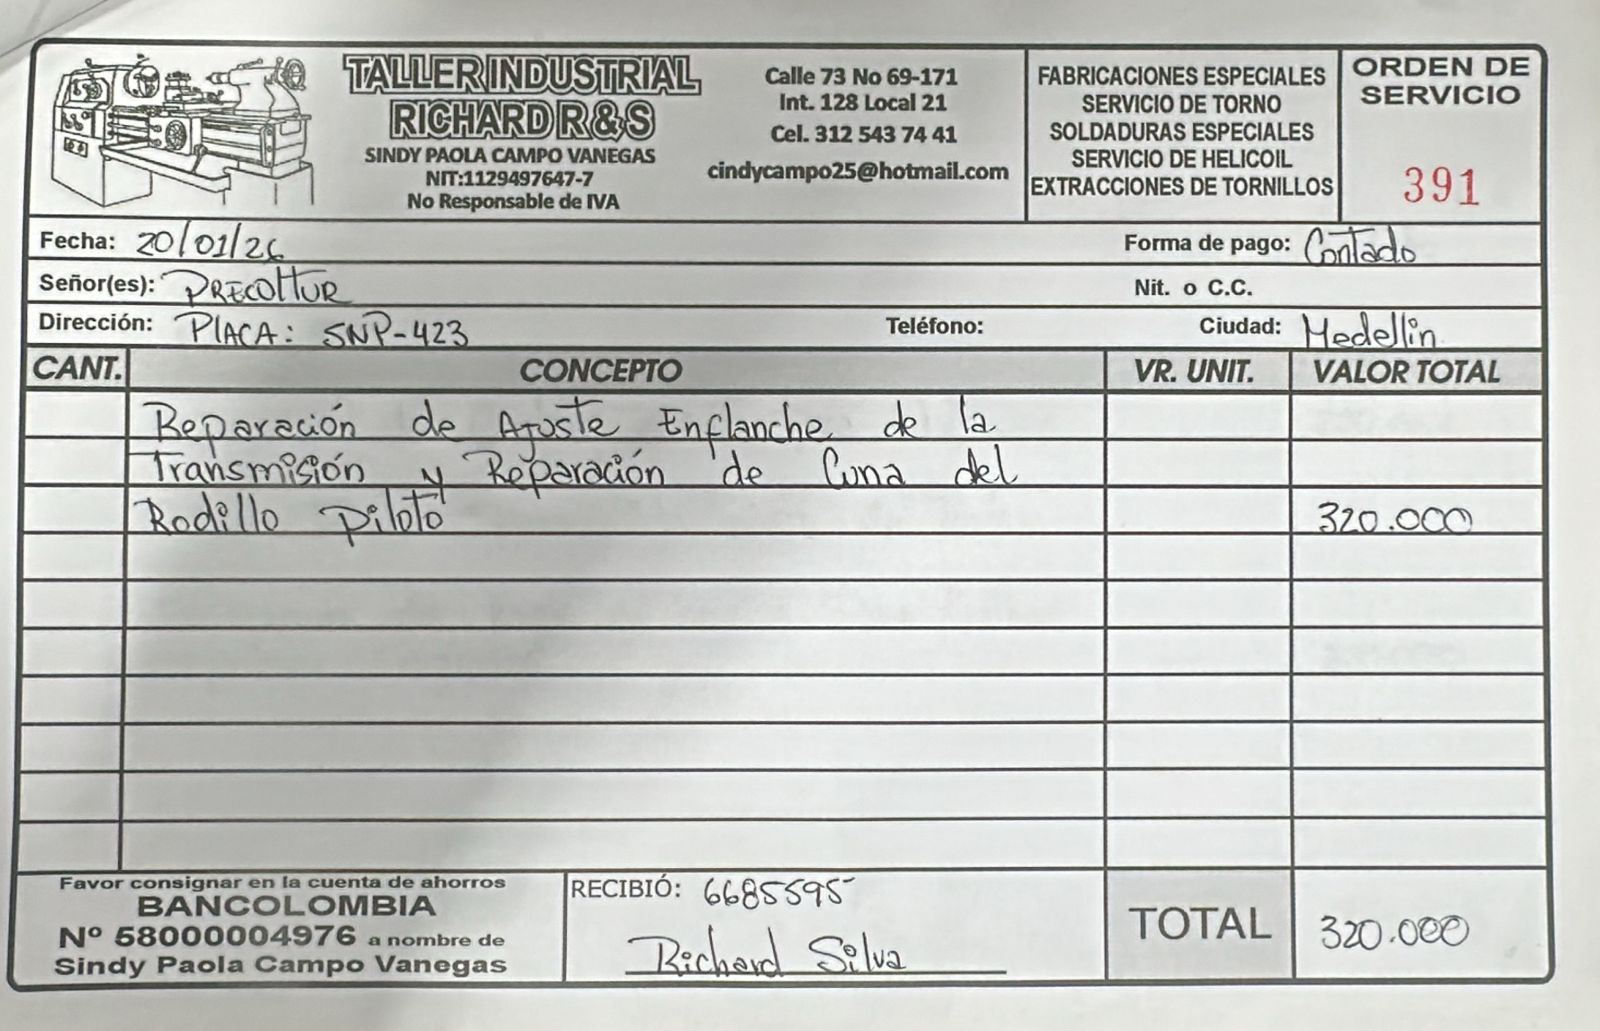 TALLER INDUSTRIAL
RICHARD R & S
SINDY PAOLA CAMPO VANEGAS
NIT:1129497647-7
No Responsable de IVA
Calle 73 No 69-171
Int. 128 Local 21
Cel. 312 543 74 41
cindycampo25@hotmail.com
FABRICACIONES ESPECIALES
SERVICIO DE TORNO
SOLDADURAS ESPECIALES
SERVICIO DE HELICOIL
EXTRACCIONES DE TORNILLOS
ORDEN DE
SERVICIO
391
Fecha: 20/01/26 Forma de pago: Contado
Señor(es): PRECOLTUR Nit. o C.C.
Dirección: PLACA: SNP-423 Teléfono: Ciudad: Medellin
CANT. CONCEPTO VR. UNIT. VALOR TOTAL
Reparación de Ajuste Enflanche de la
Transmisión y Reparación de Cuna del
Rodillo piloto 320.000
Favor consignar en la cuenta de ahorros
BANCOLOMBIA
Nº 58000004976 a nombre de
Sindy Paola Campo Vanegas
RECIBIÓ: 6685595
Richard Silva
TOTAL 320.000